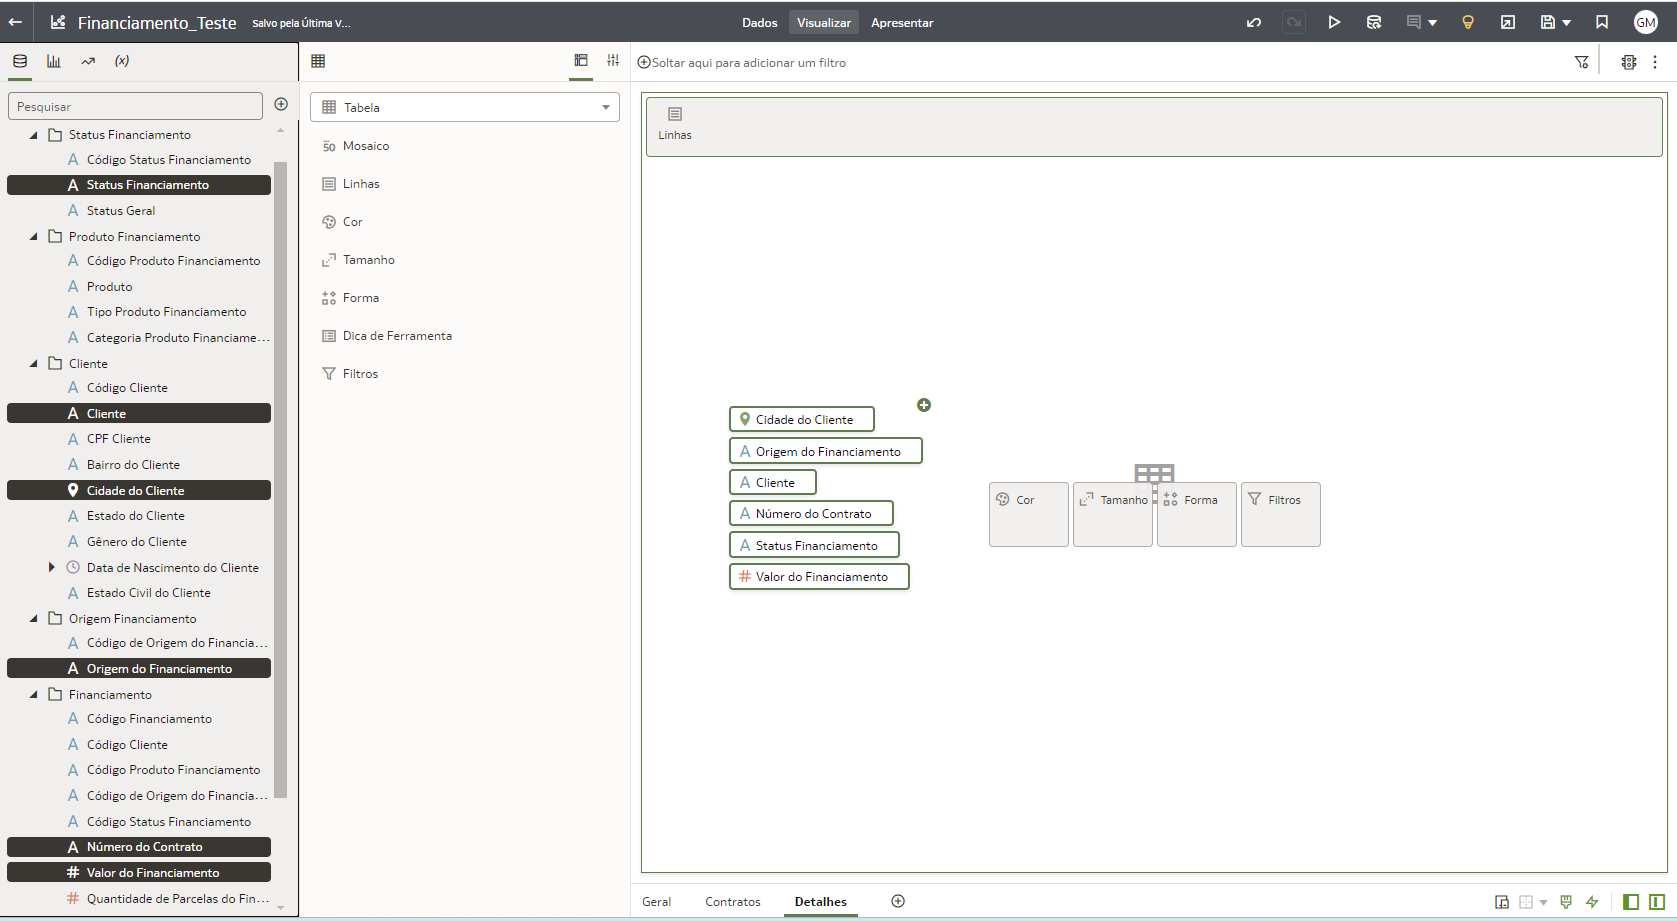 Financiamento_Teste Salvo pela Última V...
Dados Visualizar Apresentar
GM
(x)
Pesquisar
Status Financiamento
A Código Status Financiamento
A Status Financiamento
A Status Geral
Produto Financiamento
A Código Produto Financiamento
A Produto
A Tipo Produto Financiamento
A Categoria Produto Financiame...
Cliente
A Código Cliente
A Cliente
A CPF Cliente
A Bairro do Cliente
Cidade do Cliente
A Estado do Cliente
A Gênero do Cliente
Data de Nascimento do Cliente
A Estado Civil do Cliente
Origem Financiamento
A Código de Origem do Financia...
A Origem do Financiamento
Financiamento
A Código Financiamento
A Código Cliente
A Código Produto Financiamento
A Código de Origem do Financia...
A Código Status Financiamento
A Número do Contrato
# Valor do Financiamento
# Quantidade de Parcelas do Fin...
Tabela
50 Mosaico
Linhas
Cor
Tamanho
Forma
Dica de Ferramenta
Filtros
Soltar aqui para adicionar um filtro
Linhas
Cidade do Cliente
A Origem do Financiamento
A Cliente
A Número do Contrato
A Status Financiamento
# Valor do Financiamento
Cor Tamanho Forma Filtros
Geral Contratos Detalhes